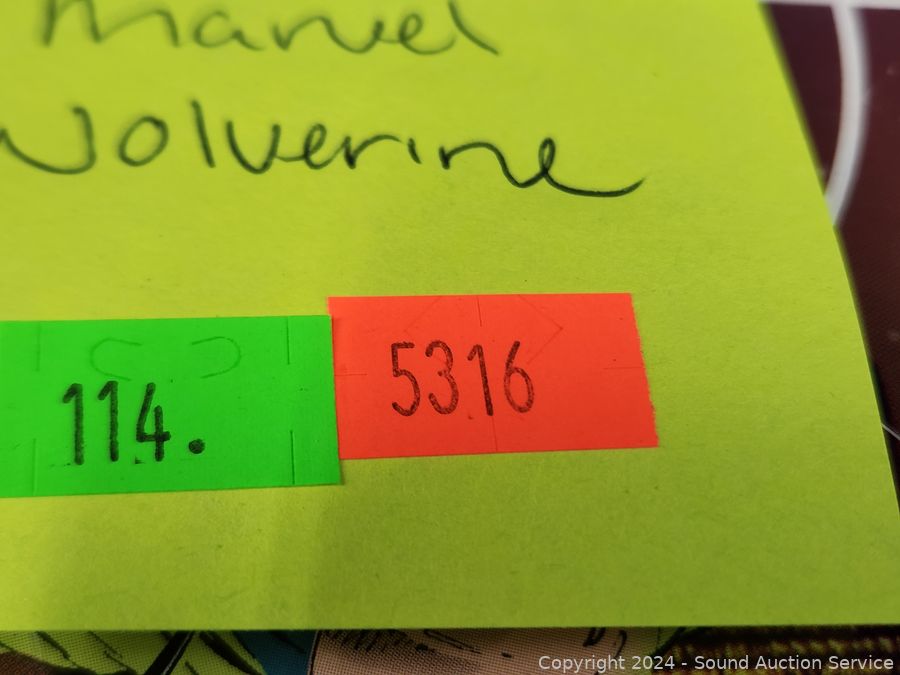 Marvel
Wolverine
114.
5316
Copyright 2024 - Sound Auction Service